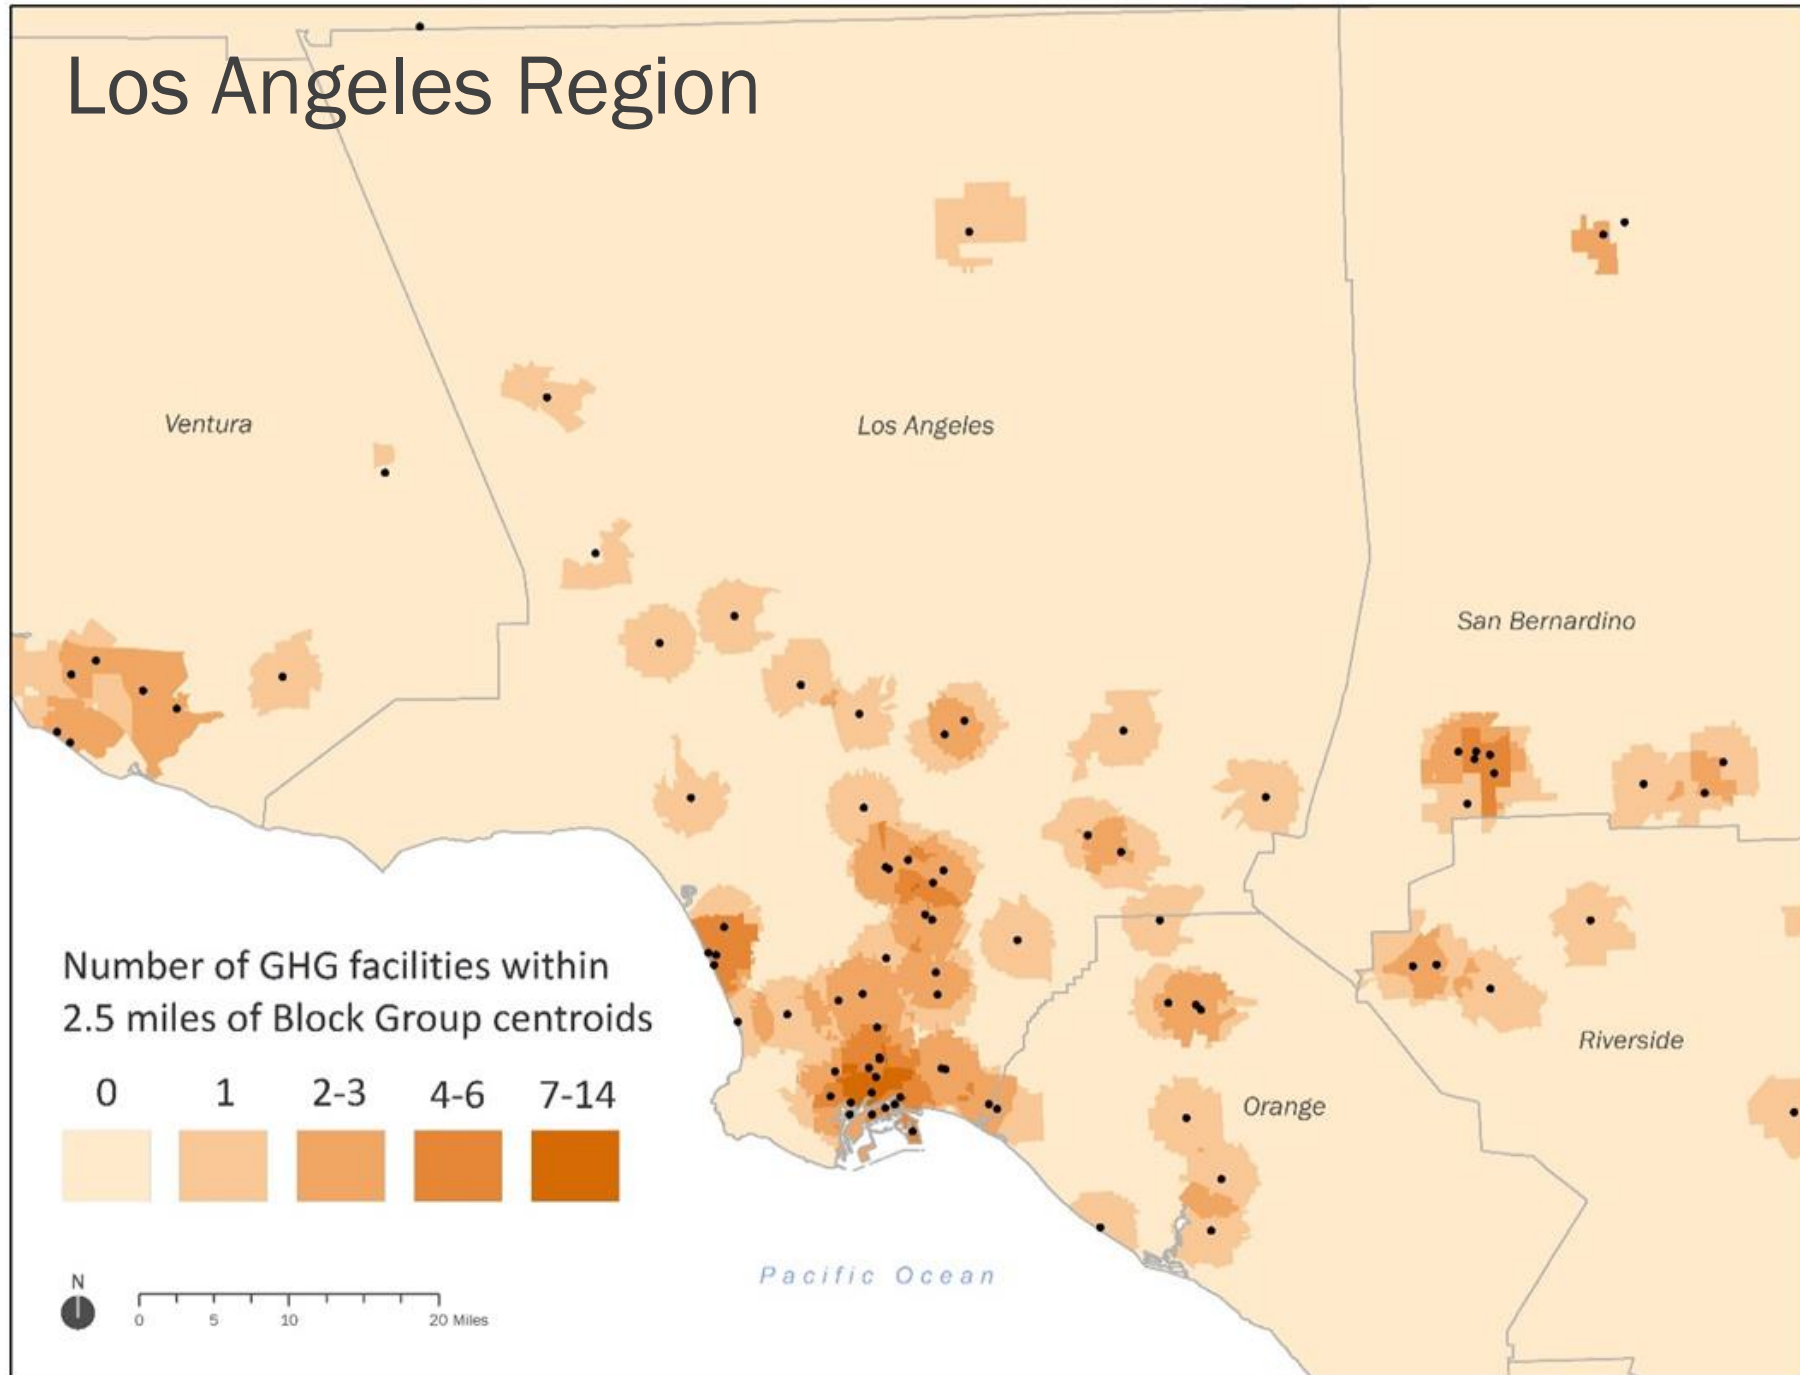 Los Angeles Region
Ventura
Los Angeles
San Bernardino
Riverside
Orange
Number of GHG facilities within
2.5 miles of Block Group centroids
0 1 2-3 4-6 7-14
Pacific Ocean
N
0 5 10 20 Miles